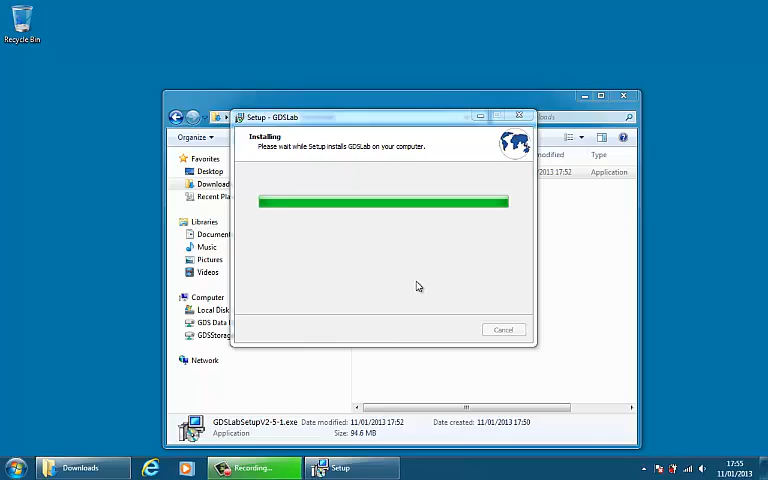 Recycle Bin
Setup - GDSLab
Installing
Please wait while Setup installs GDSLab on your computer.
Cancel
Organize
Type
11/01/2013 17:52
Application
Favorites
Desktop
Recent
Libraries
Music
Pictures
Videos
Computer
Local Disk
GDS Data
Network
GDSLabSetupV2-5-1.exe Date modified: 11/01/2013 17:52 Date created: 11/01/2013 17:50
Application Size: 94.6 MB
Downloads
Recording...
Setup
17:55
11/01/2013